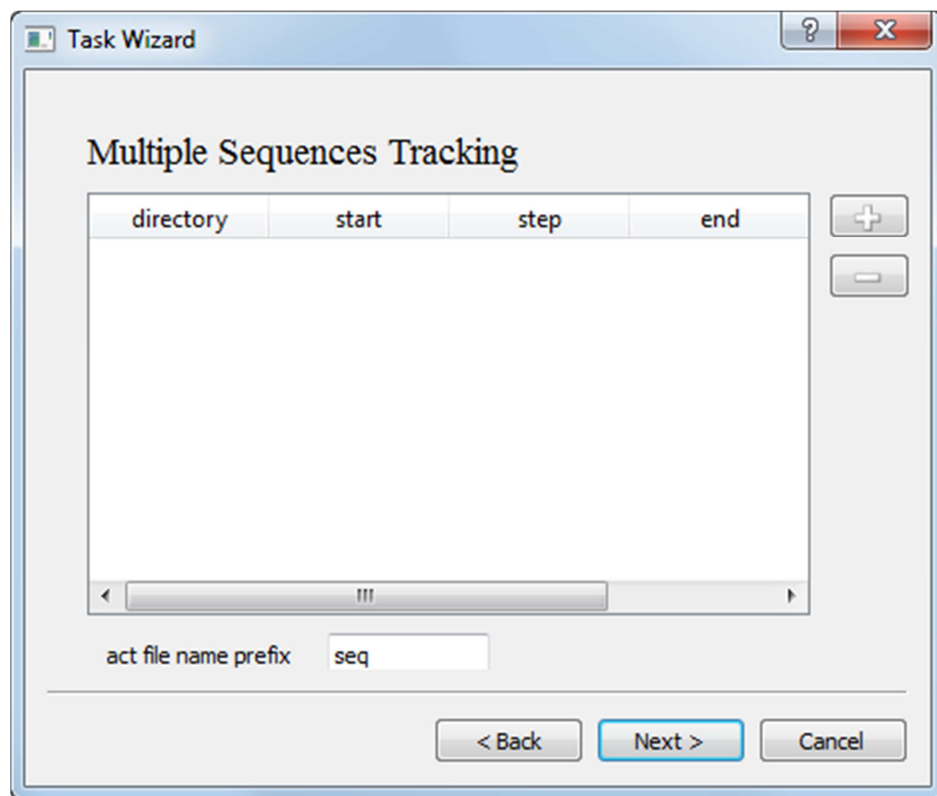 Task Wizard
Multiple Sequences Tracking
directory start step end
act file name prefix seq
< Back Next > Cancel